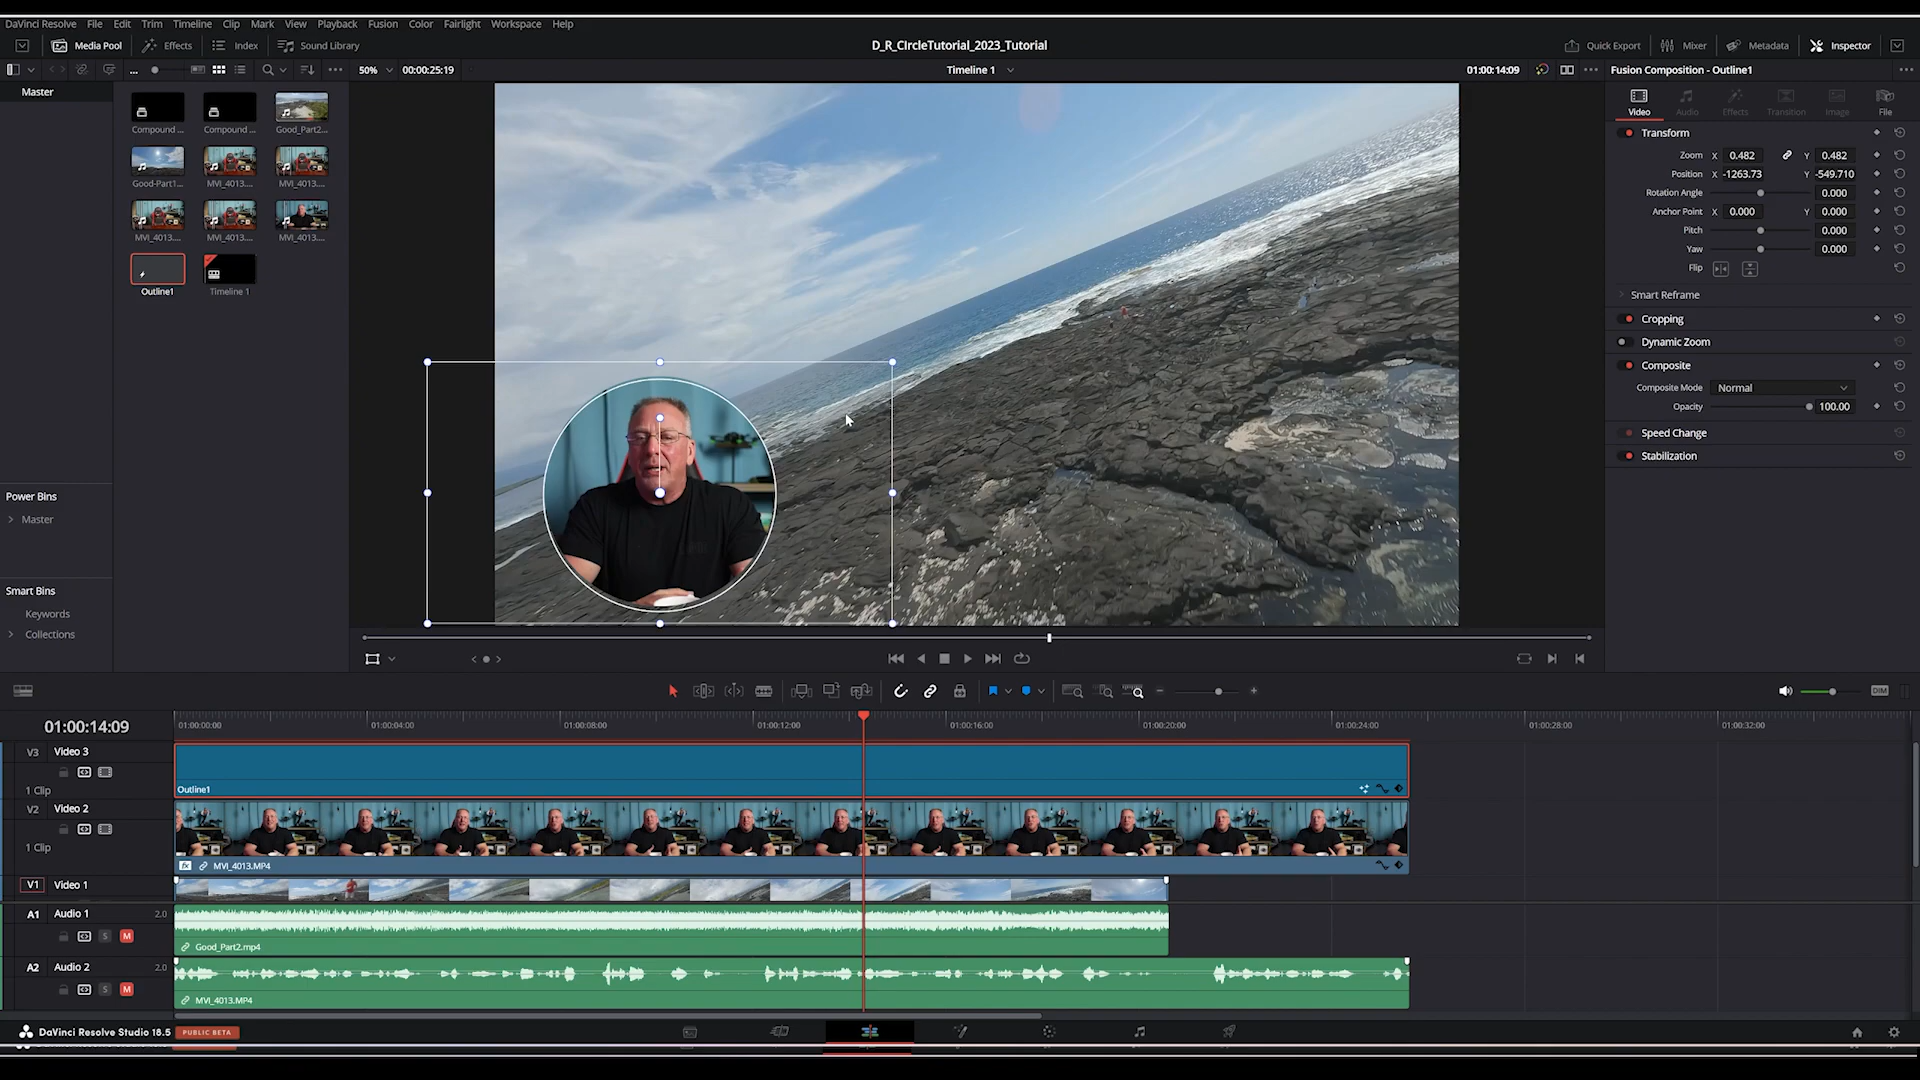 DaVinci Resolve File Edit Trim Timeline Clip Mark View Playback Fusion Color Fairlight Workspace Help
Media Pool Effects Index Sound Library D_R_CIrcleTutorial_2023_Tutorial Quick Export Mixer Metadata Inspector
50% 00:00:25:19 Timeline 1 01:00:14:09 Fusion Composition - Outline1
Master
Compound ... Compound ... Good_Part2...
Good-Part1... MVI_4013.... MVI_4013....
MVI_4013.... MVI_4013.... MVI_4013....
Outline1 Timeline 1
Power Bins
Master
Smart Bins
Keywords
Collections
Video Audio Effects Transition Image File
Transform
Zoom X 0.482 Y 0.482
Position X -1263.73 Y -549.710
Rotation Angle 0.000
Anchor Point X 0.000 Y 0.000
Pitch 0.000
Yaw 0.000
Flip
Smart Reframe
Cropping
Dynamic Zoom
Composite
Composite Mode Normal
Opacity 100.00
Speed Change
Stabilization
DIM
01:00:14:09 01:00:00:00 01:00:04:00 01:00:08:00 01:00:12:00 01:00:16:00 01:00:20:00 01:00:24:00 01:00:28:00 01:00:32:00
V3 Video 3
1 Clip Outline1
V2 Video 2
1 Clip
fx MVI_4013.MP4
V1 Video 1
A1 Audio 1 2.0
S M
Good_Part2.mp4
A2 Audio 2 2.0
S M
MVI_4013.MP4
DaVinci Resolve Studio 18.5 PUBLIC BETA